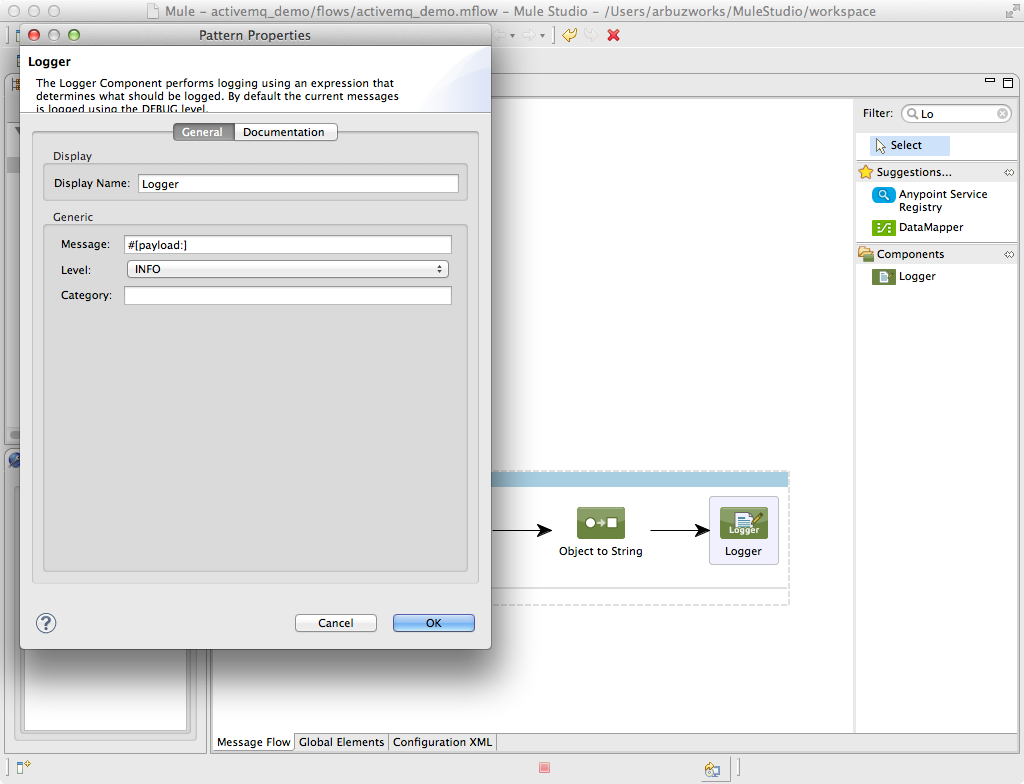 Mule – activemq_demo/flows/activemq_demo.mflow – Mule Studio – /Users/arbuzworks/MuleStudio/workspace
Pattern Properties
Logger
The Logger Component performs logging using an expression that
determines what should be logged. By default the current messages
is logged using the DEBUG level.
General
Documentation
Display
Display Name:
Logger
Generic
Message:
#[payload:]
Level:
INFO
Category:
?
Cancel
OK
Filter:
Lo
Select
Suggestions...
Anypoint Service
Registry
DataMapper
Components
Logger
Object to String
Logger
Logger
Message Flow
Global Elements
Configuration XML